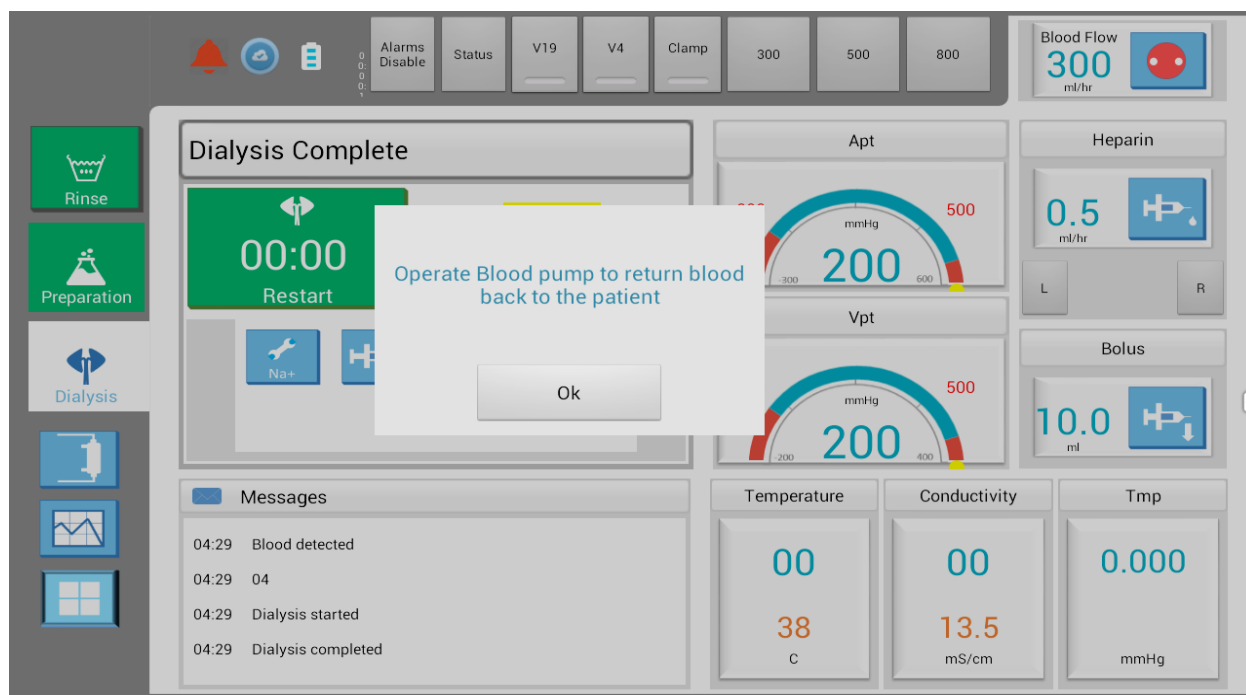 Alarms
Disable
Status
V19
V4
Clamp
300
500
800
Blood Flow
300
ml/hr
Rinse
Preparation
Dialysis
Dialysis Complete
00:00
Restart
Na+
Operate Blood pump to return blood
back to the patient
Ok
Apt
500
mmHg
200
-300
600
Vpt
500
mmHg
200
-200
400
Heparin
0.5
ml/hr
L
R
Bolus
10.0
ml
Messages
04:29 Blood detected
04:29 04
04:29 Dialysis started
04:29 Dialysis completed
Temperature
00
38
C
Conductivity
00
13.5
mS/cm
Tmp
0.000
mmHg